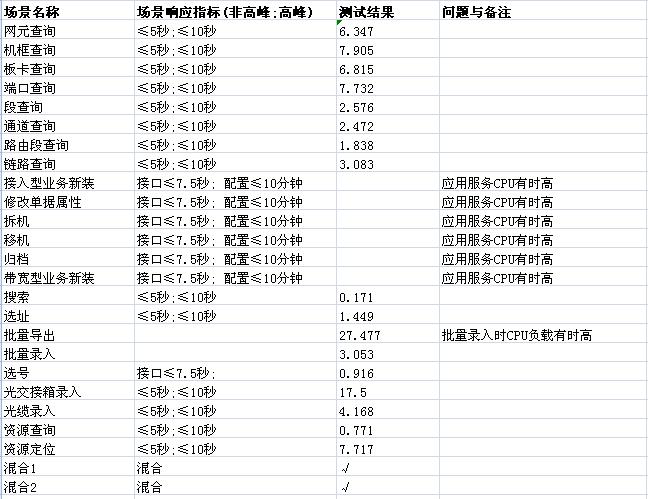 场景名称 场景响应指标(非高峰;高峰) 测试结果 问题与备注
网元查询 ≤5秒;≤10秒 6.347
机框查询 ≤5秒;≤10秒 7.905
板卡查询 ≤5秒;≤10秒 6.815
端口查询 ≤5秒;≤10秒 7.732
段查询 ≤5秒;≤10秒 2.576
通道查询 ≤5秒;≤10秒 2.472
路由段查询 ≤5秒;≤10秒 1.838
链路查询 ≤5秒;≤10秒 3.083
接入型业务新装 接口≤7.5秒; 配置≤10分钟 应用服务CPU有时高
修改单据属性 接口≤7.5秒; 配置≤10分钟 应用服务CPU有时高
拆机 接口≤7.5秒; 配置≤10分钟 应用服务CPU有时高
移机 接口≤7.5秒; 配置≤10分钟 应用服务CPU有时高
归档 接口≤7.5秒; 配置≤10分钟 应用服务CPU有时高
带宽型业务新装 接口≤7.5秒; 配置≤10分钟 应用服务CPU有时高
搜索 ≤5秒;≤10秒 0.171
选址 ≤5秒;≤10秒 1.449
批量导出 27.477 批量录入时CPU负载有时高
批量录入 3.053
选号 接口≤7.5秒; 0.916
光交接箱录入 ≤5秒;≤10秒 17.5
光缆录入 ≤5秒;≤10秒 4.168
资源查询 ≤5秒;≤10秒 0.771
资源定位 ≤5秒;≤10秒 7.717
混合1 混合 √
混合2 混合 √